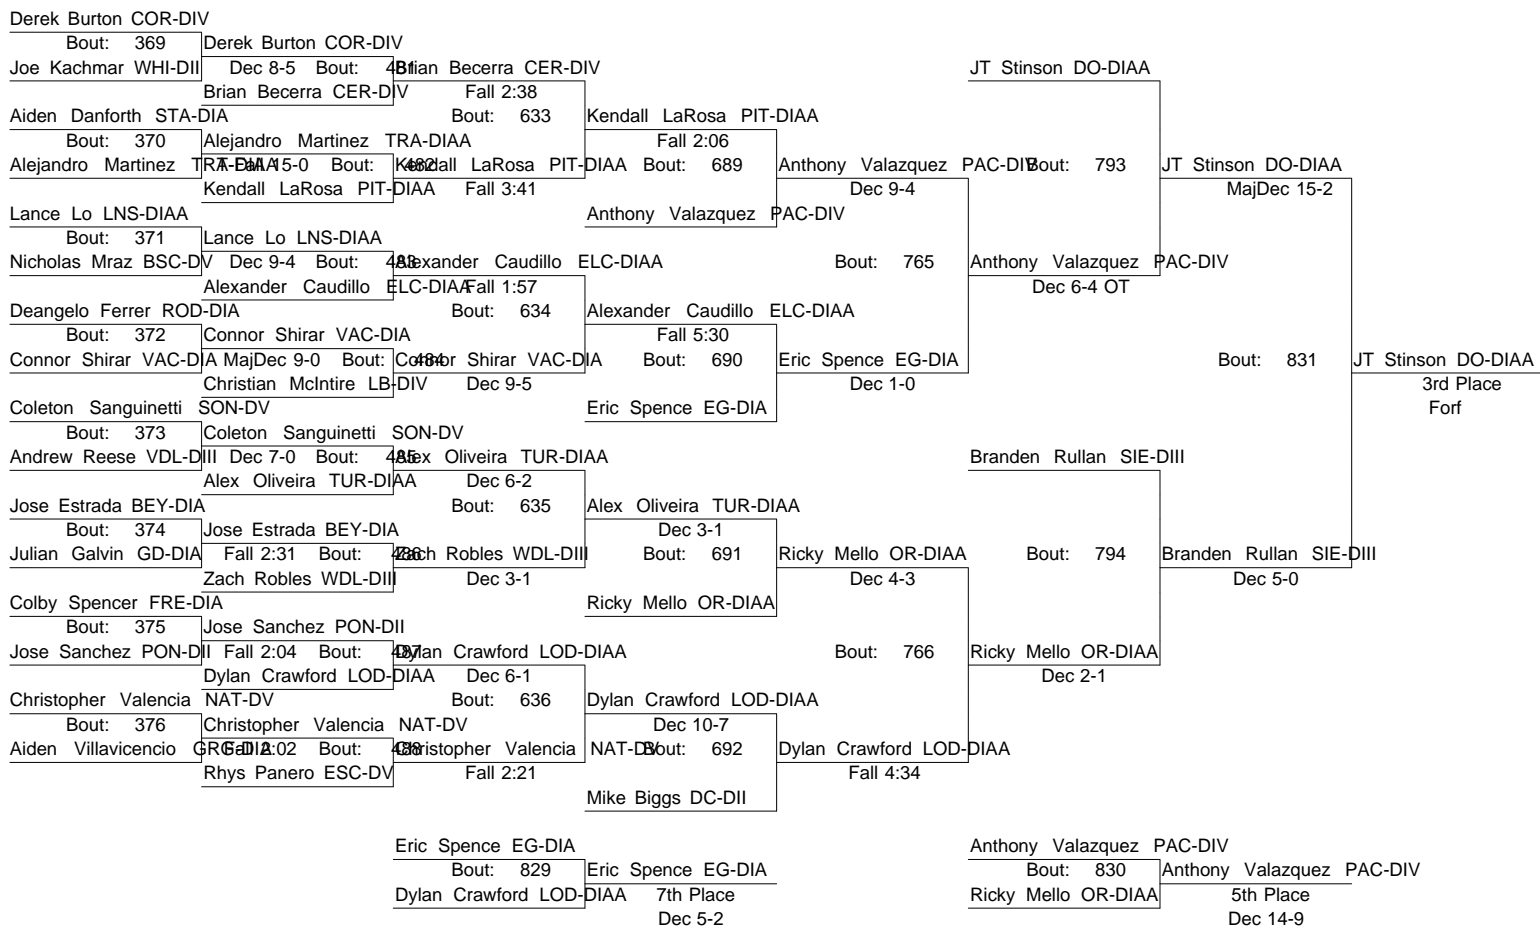 Derek Burton COR-DIV
Bout: 369 Derek Burton COR-DIV
Joe Kachmar WHI-DII Dec 8-5 Bout: 481 Brian Becerra CER-DIV JT Stinson DO-DIAA
Brian Becerra CER-DIV Fall 2:38
Aiden Danforth STA-DIA Bout: 633 Kendall LaRosa PIT-DIAA
Bout: 370 Alejandro Martinez TRA-DIAA Fall 2:06
Alejandro Martinez TRA-DIAA T-Fall 15-0 Bout: 482 Kendall LaRosa PIT-DIAA Bout: 689 Anthony Valazquez PAC-DIV Bout: 793 JT Stinson DO-DIAA
Kendall LaRosa PIT-DIAA Fall 3:41 Dec 9-4 MajDec 15-2
Lance Lo LNS-DIAA Anthony Valazquez PAC-DIV
Bout: 371 Lance Lo LNS-DIAA
Nicholas Mraz BSC-DV Dec 9-4 Bout: 483 Alexander Caudillo ELC-DIAA Bout: 765 Anthony Valazquez PAC-DIV
Alexander Caudillo ELC-DIAA Fall 1:57 Dec 6-4 OT
Deangelo Ferrer ROD-DIA Bout: 634 Alexander Caudillo ELC-DIAA
Bout: 372 Connor Shirar VAC-DIA Fall 5:30
Connor Shirar VAC-DIA MajDec 9-0 Bout: 484 Connor Shirar VAC-DIA Bout: 690 Eric Spence EG-DIA Bout: 831 JT Stinson DO-DIAA
Christian McIntire LB-DIV Dec 9-5 Dec 1-0 3rd Place
Coleton Sanguinetti SON-DV Eric Spence EG-DIA Forf
Bout: 373 Coleton Sanguinetti SON-DV
Andrew Reese VDL-DIII Dec 7-0 Bout: 485 Alex Oliveira TUR-DIAA Branden Rullan SIE-DIII
Alex Oliveira TUR-DIAA Dec 6-2
Jose Estrada BEY-DIA Bout: 635 Alex Oliveira TUR-DIAA
Bout: 374 Jose Estrada BEY-DIA Dec 3-1
Julian Galvin GD-DIA Fall 2:31 Bout: 486 Zach Robles WDL-DIII Bout: 691 Ricky Mello OR-DIAA Bout: 794 Branden Rullan SIE-DIII
Zach Robles WDL-DIII Dec 3-1 Dec 4-3 Dec 5-0
Colby Spencer FRE-DIA Ricky Mello OR-DIAA
Bout: 375 Jose Sanchez PON-DII
Jose Sanchez PON-DII Fall 2:04 Bout: 487 Dylan Crawford LOD-DIAA Bout: 766 Ricky Mello OR-DIAA
Dylan Crawford LOD-DIAA Dec 6-1 Dec 2-1
Christopher Valencia NAT-DV Bout: 636 Dylan Crawford LOD-DIAA
Bout: 376 Christopher Valencia NAT-DV Dec 10-7
Aiden Villavicencio GRG-DIA Fall 2:02 Bout: 488 Christopher Valencia NAT-DV Bout: 692 Dylan Crawford LOD-DIAA
Rhys Panero ESC-DV Fall 2:21 Fall 4:34
Mike Biggs DC-DII
Eric Spence EG-DIA Anthony Valazquez PAC-DIV
Bout: 829 Eric Spence EG-DIA Bout: 830 Anthony Valazquez PAC-DIV
Dylan Crawford LOD-DIAA 7th Place Ricky Mello OR-DIAA 5th Place
Dec 5-2 Dec 14-9